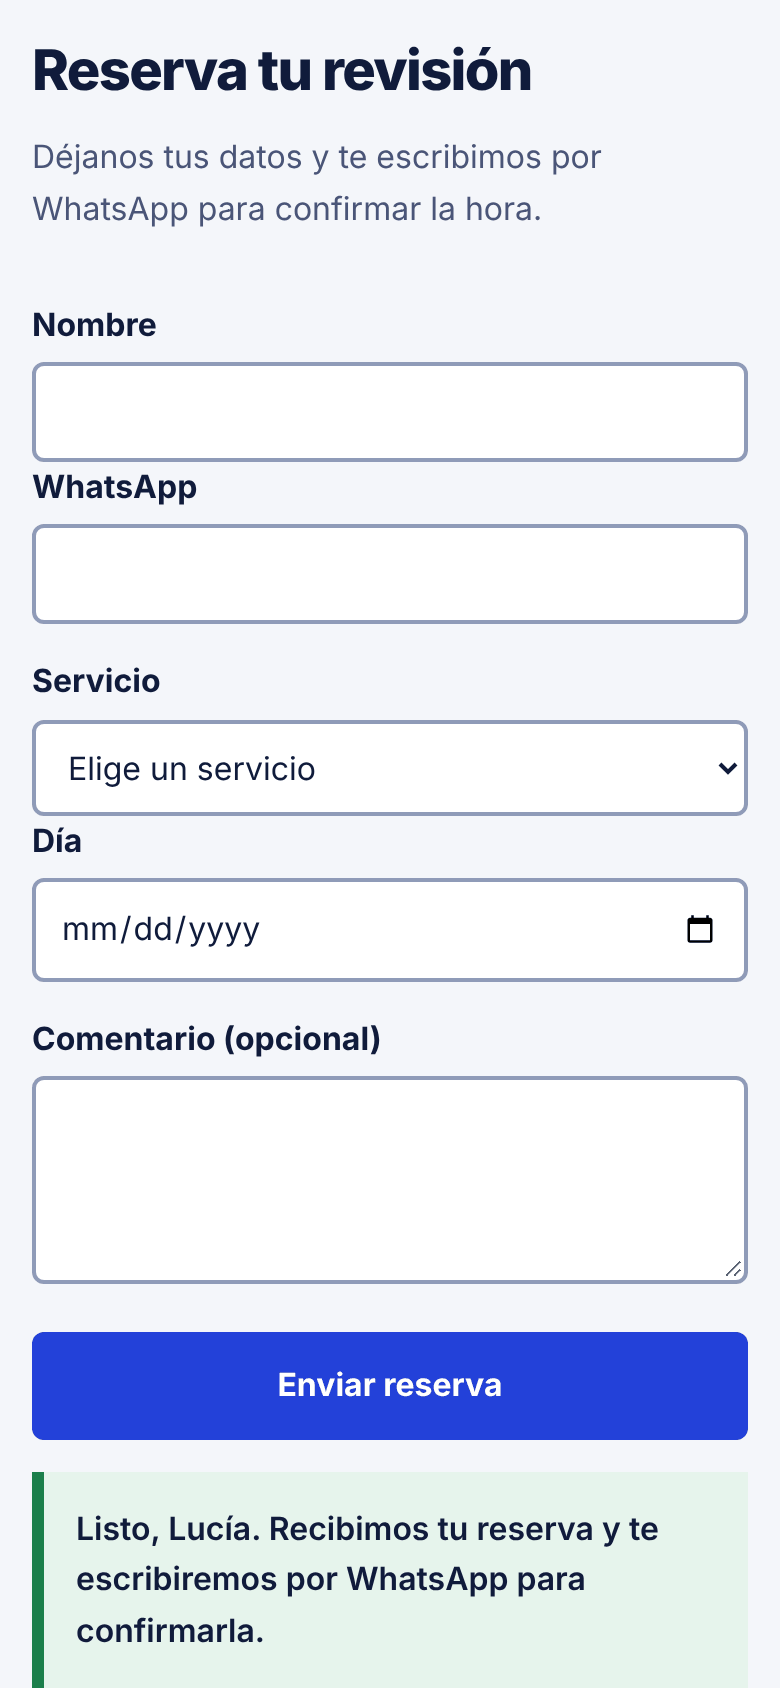 Reserva tu revisión
Déjanos tus datos y te escribimos por
WhatsApp para confirmar la hora.
Nombre
WhatsApp
Servicio
Elige un servicio
Día
mm/dd/yyyy
Comentario (opcional)
Enviar reserva
Listo, Lucía. Recibimos tu reserva y te
escribiremos por WhatsApp para
confirmarla.